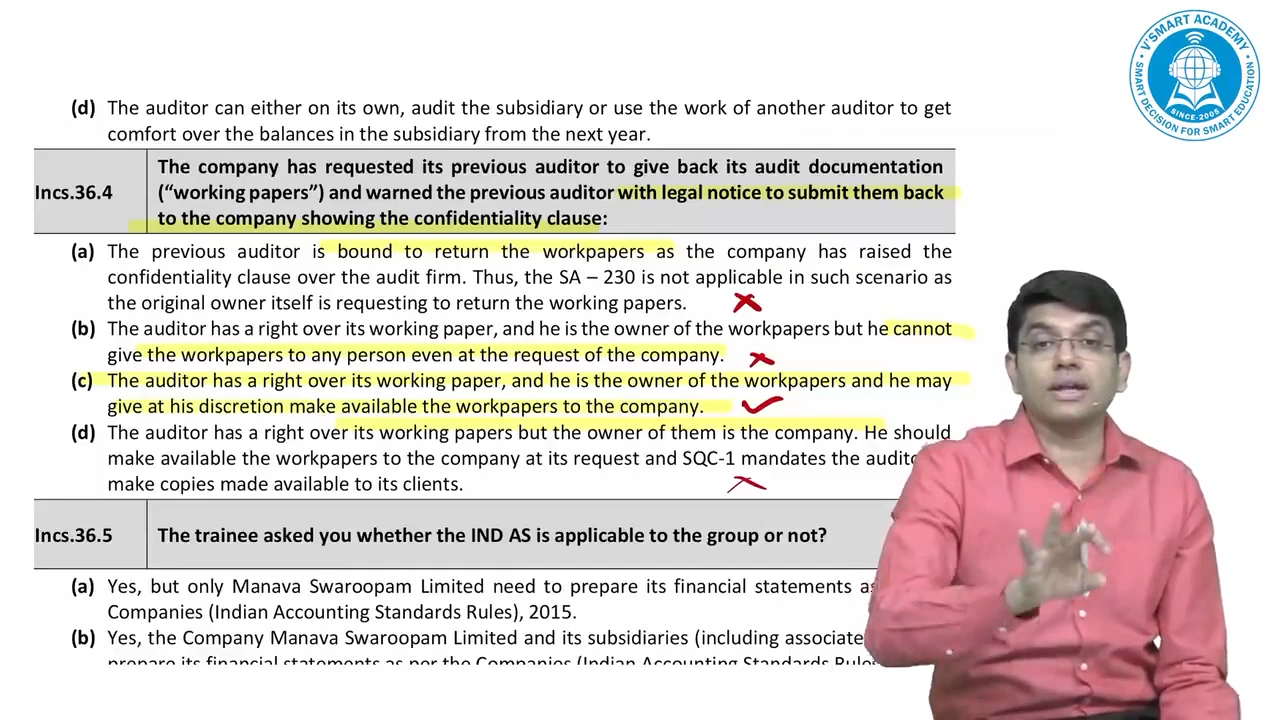 V'SMART ACADEMY
SINCE-2005
SMART DECISION FOR SMART EDUCATION
(d) The auditor can either on its own, audit the subsidiary or use the work of another auditor to get
comfort over the balances in the subsidiary from the next year.
Incs.36.4
The company has requested its previous auditor to give back its audit documentation
(“working papers”) and warned the previous auditor with legal notice to submit them back
to the company showing the confidentiality clause:
(a) The previous auditor is bound to return the workpapers as the company has raised the
confidentiality clause over the audit firm. Thus, the SA – 230 is not applicable in such scenario as
the original owner itself is requesting to return the working papers.
(b) The auditor has a right over its working paper, and he is the owner of the workpapers but he cannot
give the workpapers to any person even at the request of the company.
(c) The auditor has a right over its working paper, and he is the owner of the workpapers and he may
give at his discretion make available the workpapers to the company.
(d) The auditor has a right over its working papers but the owner of them is the company. He should
make available the workpapers to the company at its request and SQC-1 mandates the
make copies made available to its clients.
Incs.36.5
The trainee asked you whether the IND AS is applicable to the group or not?
(a) Yes, but only Manava Swaroopam Limited need to prepare its financial statements
Companies (Indian Accounting Standards Rules), 2015.
(b) Yes, the Company Manava Swaroopam Limited and its subsidiaries (including
prepare its financial statements as per the Companies (Indian Accounting Standards